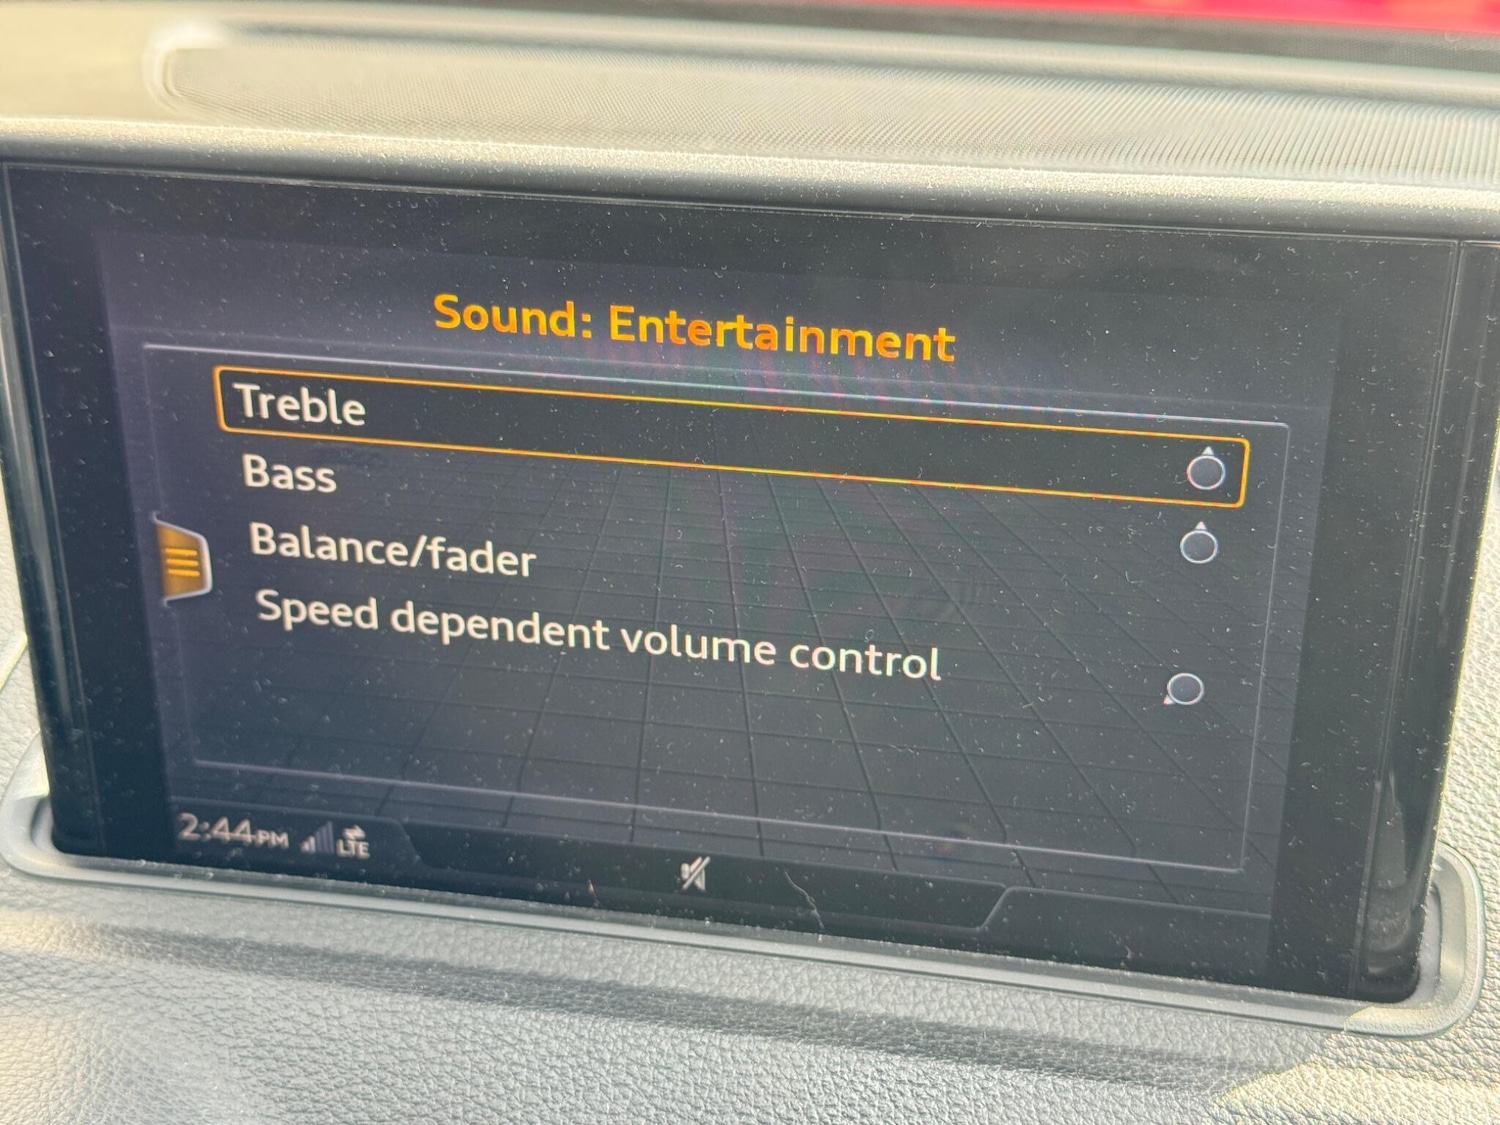 Sound: Entertainment
Treble
Bass
Balance/fader
Speed dependent volume control
2:44PM LTE